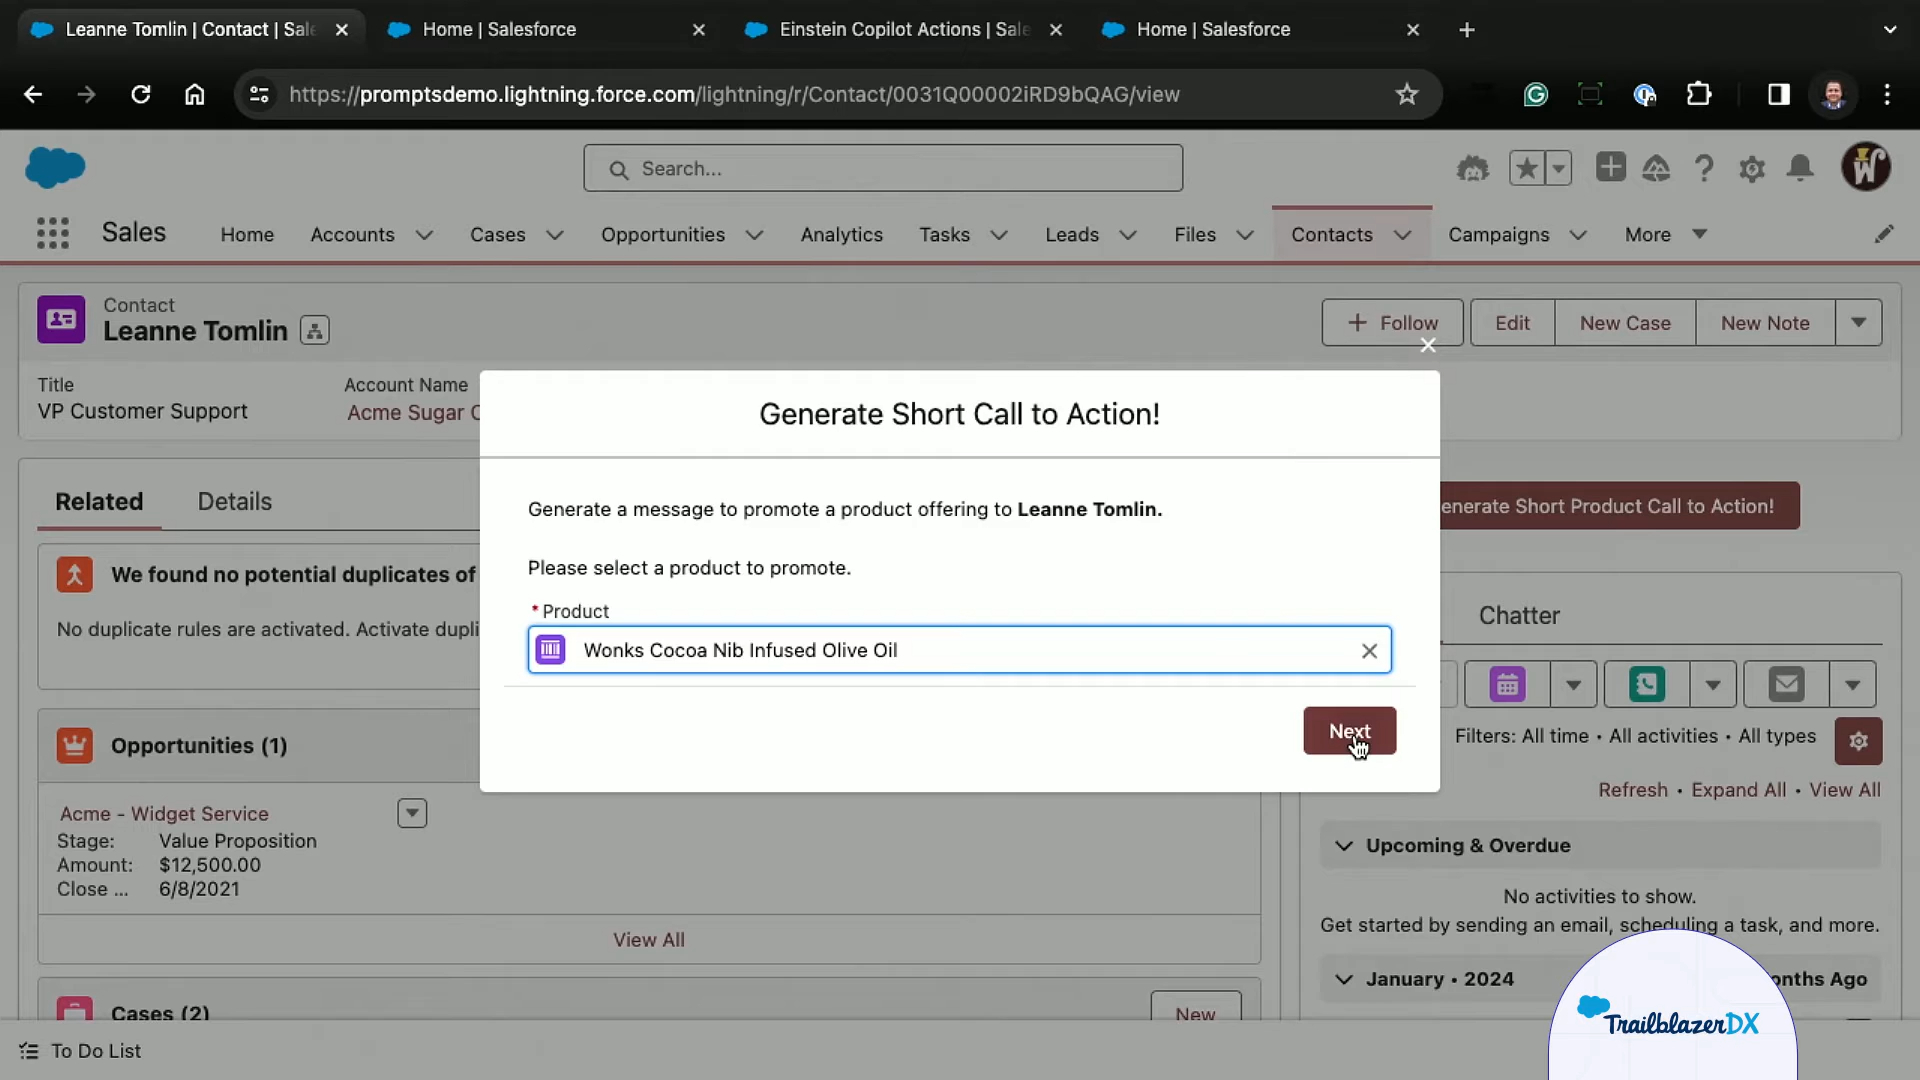 Leanne Tomlin | Contact | Sale
Home | Salesforce
Einstein Copilot Actions | Sale
Home | Salesforce
https://promptsdemo.lightning.force.com/lightning/r/Contact/0031Q00002iRD9bQAG/view
Search...
Sales
Home
Accounts
Cases
Opportunities
Analytics
Tasks
Leads
Files
Contacts
Campaigns
More
Contact
Leanne Tomlin
Follow
Edit
New Case
New Note
Title
VP Customer Support
Account Name
Acme Sugar C
Generate Short Call to Action!
Generate a message to promote a product offering to Leanne Tomlin.
Please select a product to promote.
* Product
Wonks Cocoa Nib Infused Olive Oil
Next
Related
Details
We found no potential duplicates of
No duplicate rules are activated. Activate dupli
Opportunities (1)
Acme - Widget Service
Stage: Value Proposition
Amount: $12,500.00
Close ... 6/8/2021
View All
Cases (2)
New
enerate Short Product Call to Action!
Chatter
Filters: All time • All activities • All types
Refresh • Expand All • View All
Upcoming & Overdue
No activities to show.
Get started by sending an email, scheduling a task, and more.
January • 2024
onths Ago
TrailblazerDX
To Do List